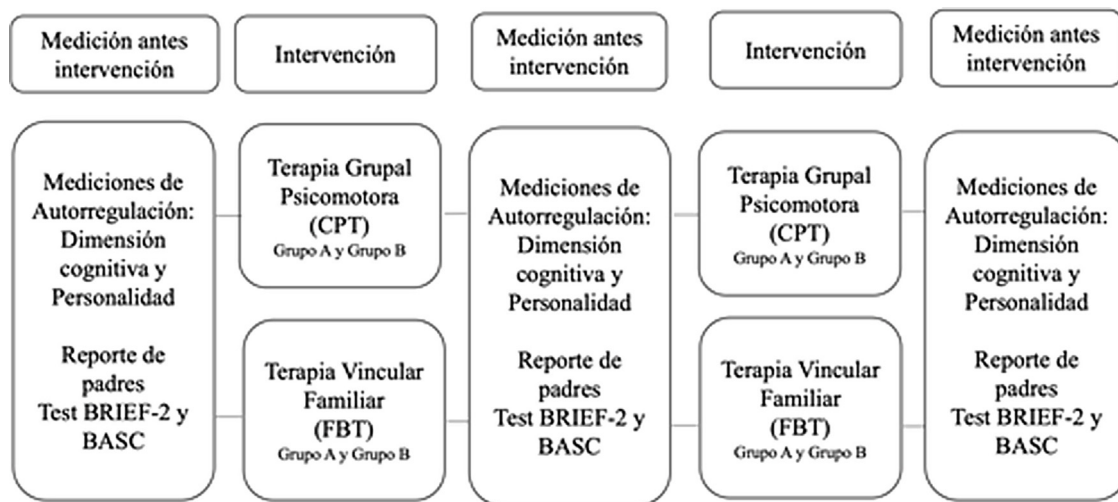 Medición antes
intervención
Intervención
Medición antes
intervención
Intervención
Medición antes
intervención
Mediciones de
Autorregulación:
Dimensión
cognitiva y
Personalidad
Reporte de
padres
Test BRIEF-2 y
BASC
Terapia Grupal
Psicomotora
(CPT)
Grupo A y Grupo B
Terapia Vincular
Familiar
(FBT)
Grupo A y Grupo B
Mediciones de
Autorregulación:
Dimensión
cognitiva y
Personalidad
Reporte de
padres
Test BRIEF-2 y
BASC
Terapia Grupal
Psicomotora
(CPT)
Grupo A y Grupo B
Terapia Vincular
Familiar
(FBT)
Grupo A y Grupo B
Mediciones de
Autorregulación:
Dimensión
cognitiva y
Personalidad
Reporte de
padres
Test BRIEF-2 y
BASC